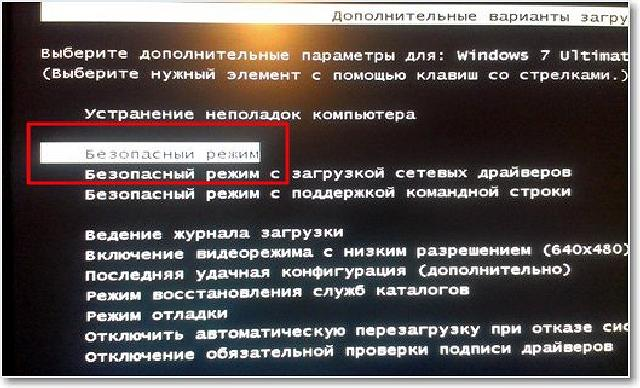 Дополнительные варианты загру
Выберите дополнительные параметры для: Windows 7 Ultimat
(Выберите нужный элемент с помощью клавиш со стрелками.)
Устранение неполадок компьютера
Безопасный режим
Безопасный режим с загрузкой сетевых драйверов
Безопасный режим с поддержкой командной строки
Ведение журнала загрузки
Включение видеорежима с низким разрешением (640x480)
Последняя удачная конфигурация (дополнительно)
Режим восстановления служб каталогов
Режим отладки
Отключить автоматическую перезагрузку при отказе сис
Отключение обязательной проверки подписи драйверов